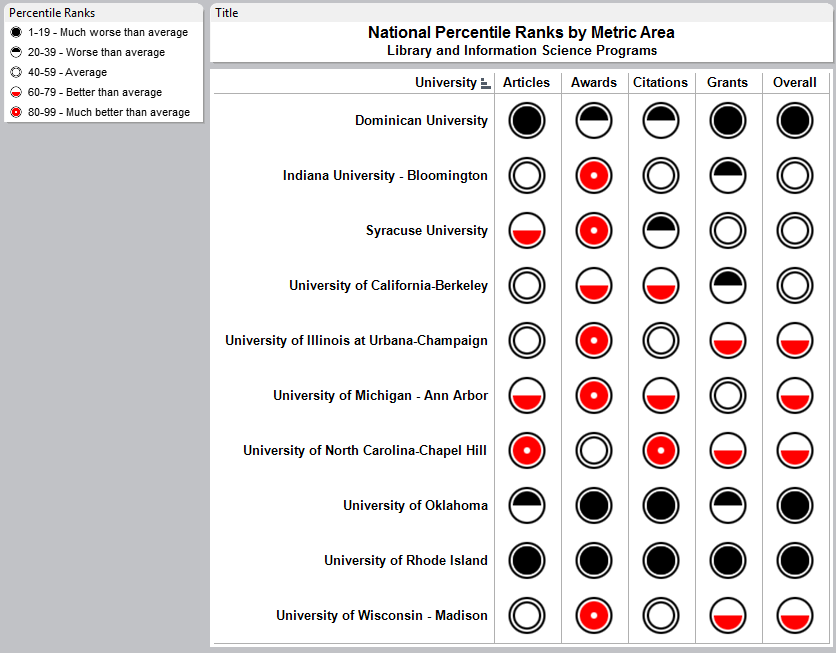 Percentile Ranks
1-19 - Much worse than average
20-39 - Worse than average
40-59 - Average
60-79 - Better than average
80-99 - Much better than average
Title
National Percentile Ranks by Metric Area
Library and Information Science Programs
University Articles Awards Citations Grants Overall
Dominican University
Indiana University - Bloomington
Syracuse University
University of California-Berkeley
University of Illinois at Urbana-Champaign
University of Michigan - Ann Arbor
University of North Carolina-Chapel Hill
University of Oklahoma
University of Rhode Island
University of Wisconsin - Madison